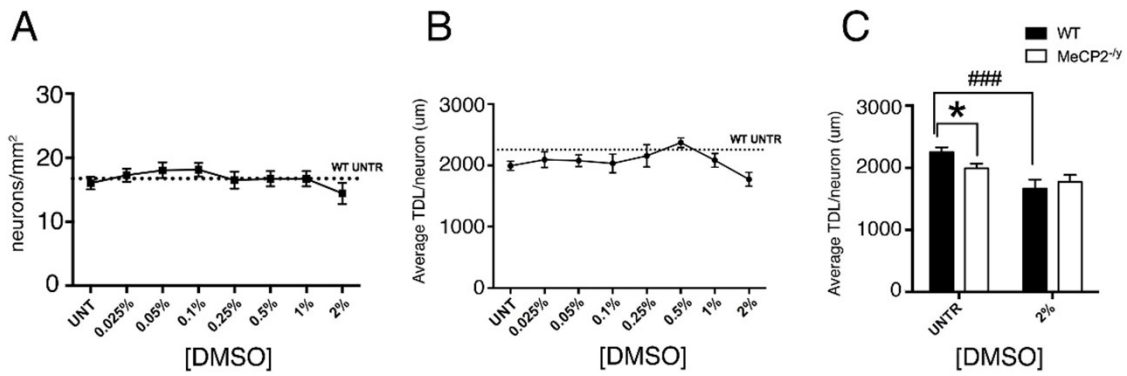 A
neurons/mm²
30
20
10
0
WT UNTR
UNT
0.025%
0.05%
0.1%
0.25%
0.5%
1%
2%
[DMSO]
B
Average TDL/neuron (um)
3000
2000
1000
0
WT UNTR
UNT
0.025%
0.05%
0.1%
0.25%
0.5%
1%
2%
[DMSO]
C
WT
MeCP2⁻/ʸ
Average TDL/neuron (um)
3000
2000
1000
0
###
*
UNTR
2%
[DMSO]